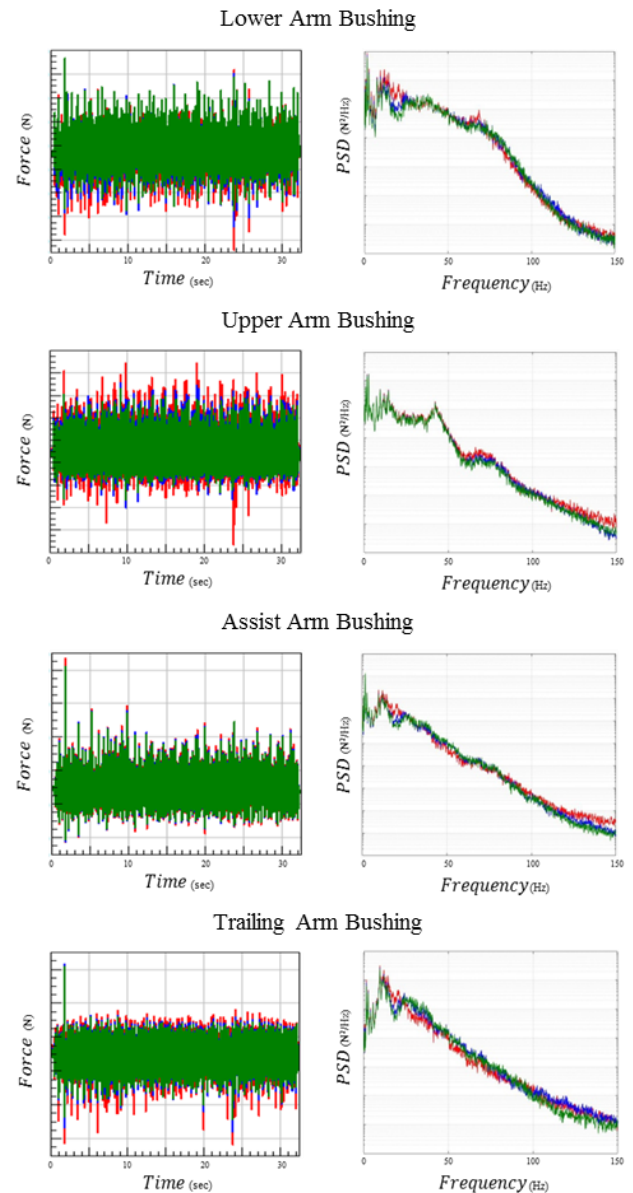 Lower Arm Bushing
Force (N)
0 10 20 30
Time (sec)
PSD (N²/Hz)
0 50 100 150
Frequency (Hz)
Upper Arm Bushing
Force (N)
0 10 20 30
Time (sec)
PSD (N²/Hz)
0 50 100 150
Frequency (Hz)
Assist Arm Bushing
Force (N)
0 10 20 30
Time (sec)
PSD (N²/Hz)
0 50 100 150
Frequency (Hz)
Trailing Arm Bushing
Force (N)
0 10 20 30
Time (sec)
PSD (N²/Hz)
0 50 100 150
Frequency (Hz)